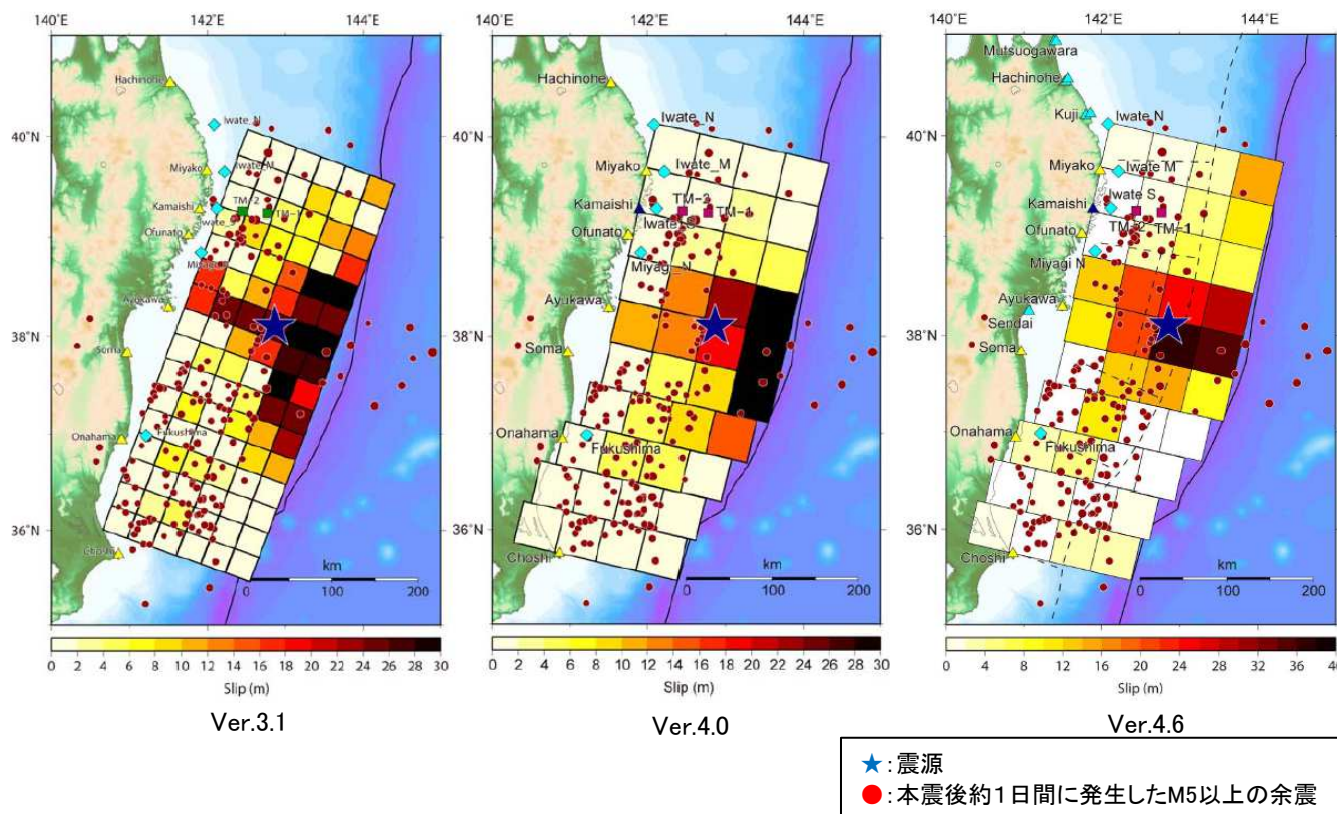 140°E
142°
144°E
40°N
38°N
36°N
Hachinohe
Iwate_N
Miyako
Iwate_M
Kamaishi
TM-2
TM-1
Ofunato
Iwate_S
Ayukawa
Soma
Onahama
Fukushima
Choshi
km
0 100 200
0 2 4 6 8 10 12 14 16 18 20 22 24 26 28 30
Slip (m)
Ver.3.1
140°E
142°
144°E
40°N
38°N
36°N
Hachinohe
Iwate_N
Miyako
Iwate_M
Kamaishi
TM-2
TM-1
Iwate_S
Ofunato
Miyagi_N
Ayukawa
Soma
Onahama
Fukushima
Choshi
km
0 100 200
0 2 4 6 8 10 12 14 16 18 20 22 24 26 28 30
Slip (m)
Ver.4.0
140°E
142°
144°E
40°N
38°N
36°N
Mutsuogawara
Hachinohe
Kuji
Iwate N
Miyako
Iwate M
Iwate S
Kamaishi
TM-2
TM-1
Ofunato
Miyagi N
Ayukawa
Sendai
Soma
Onahama
Fukushima
Choshi
km
0 100 200
0 4 8 12 16 20 24 28 32 36 40
Slip (m)
Ver.4.6
★:震源
●:本震後約1日間に発生したM5以上の余震